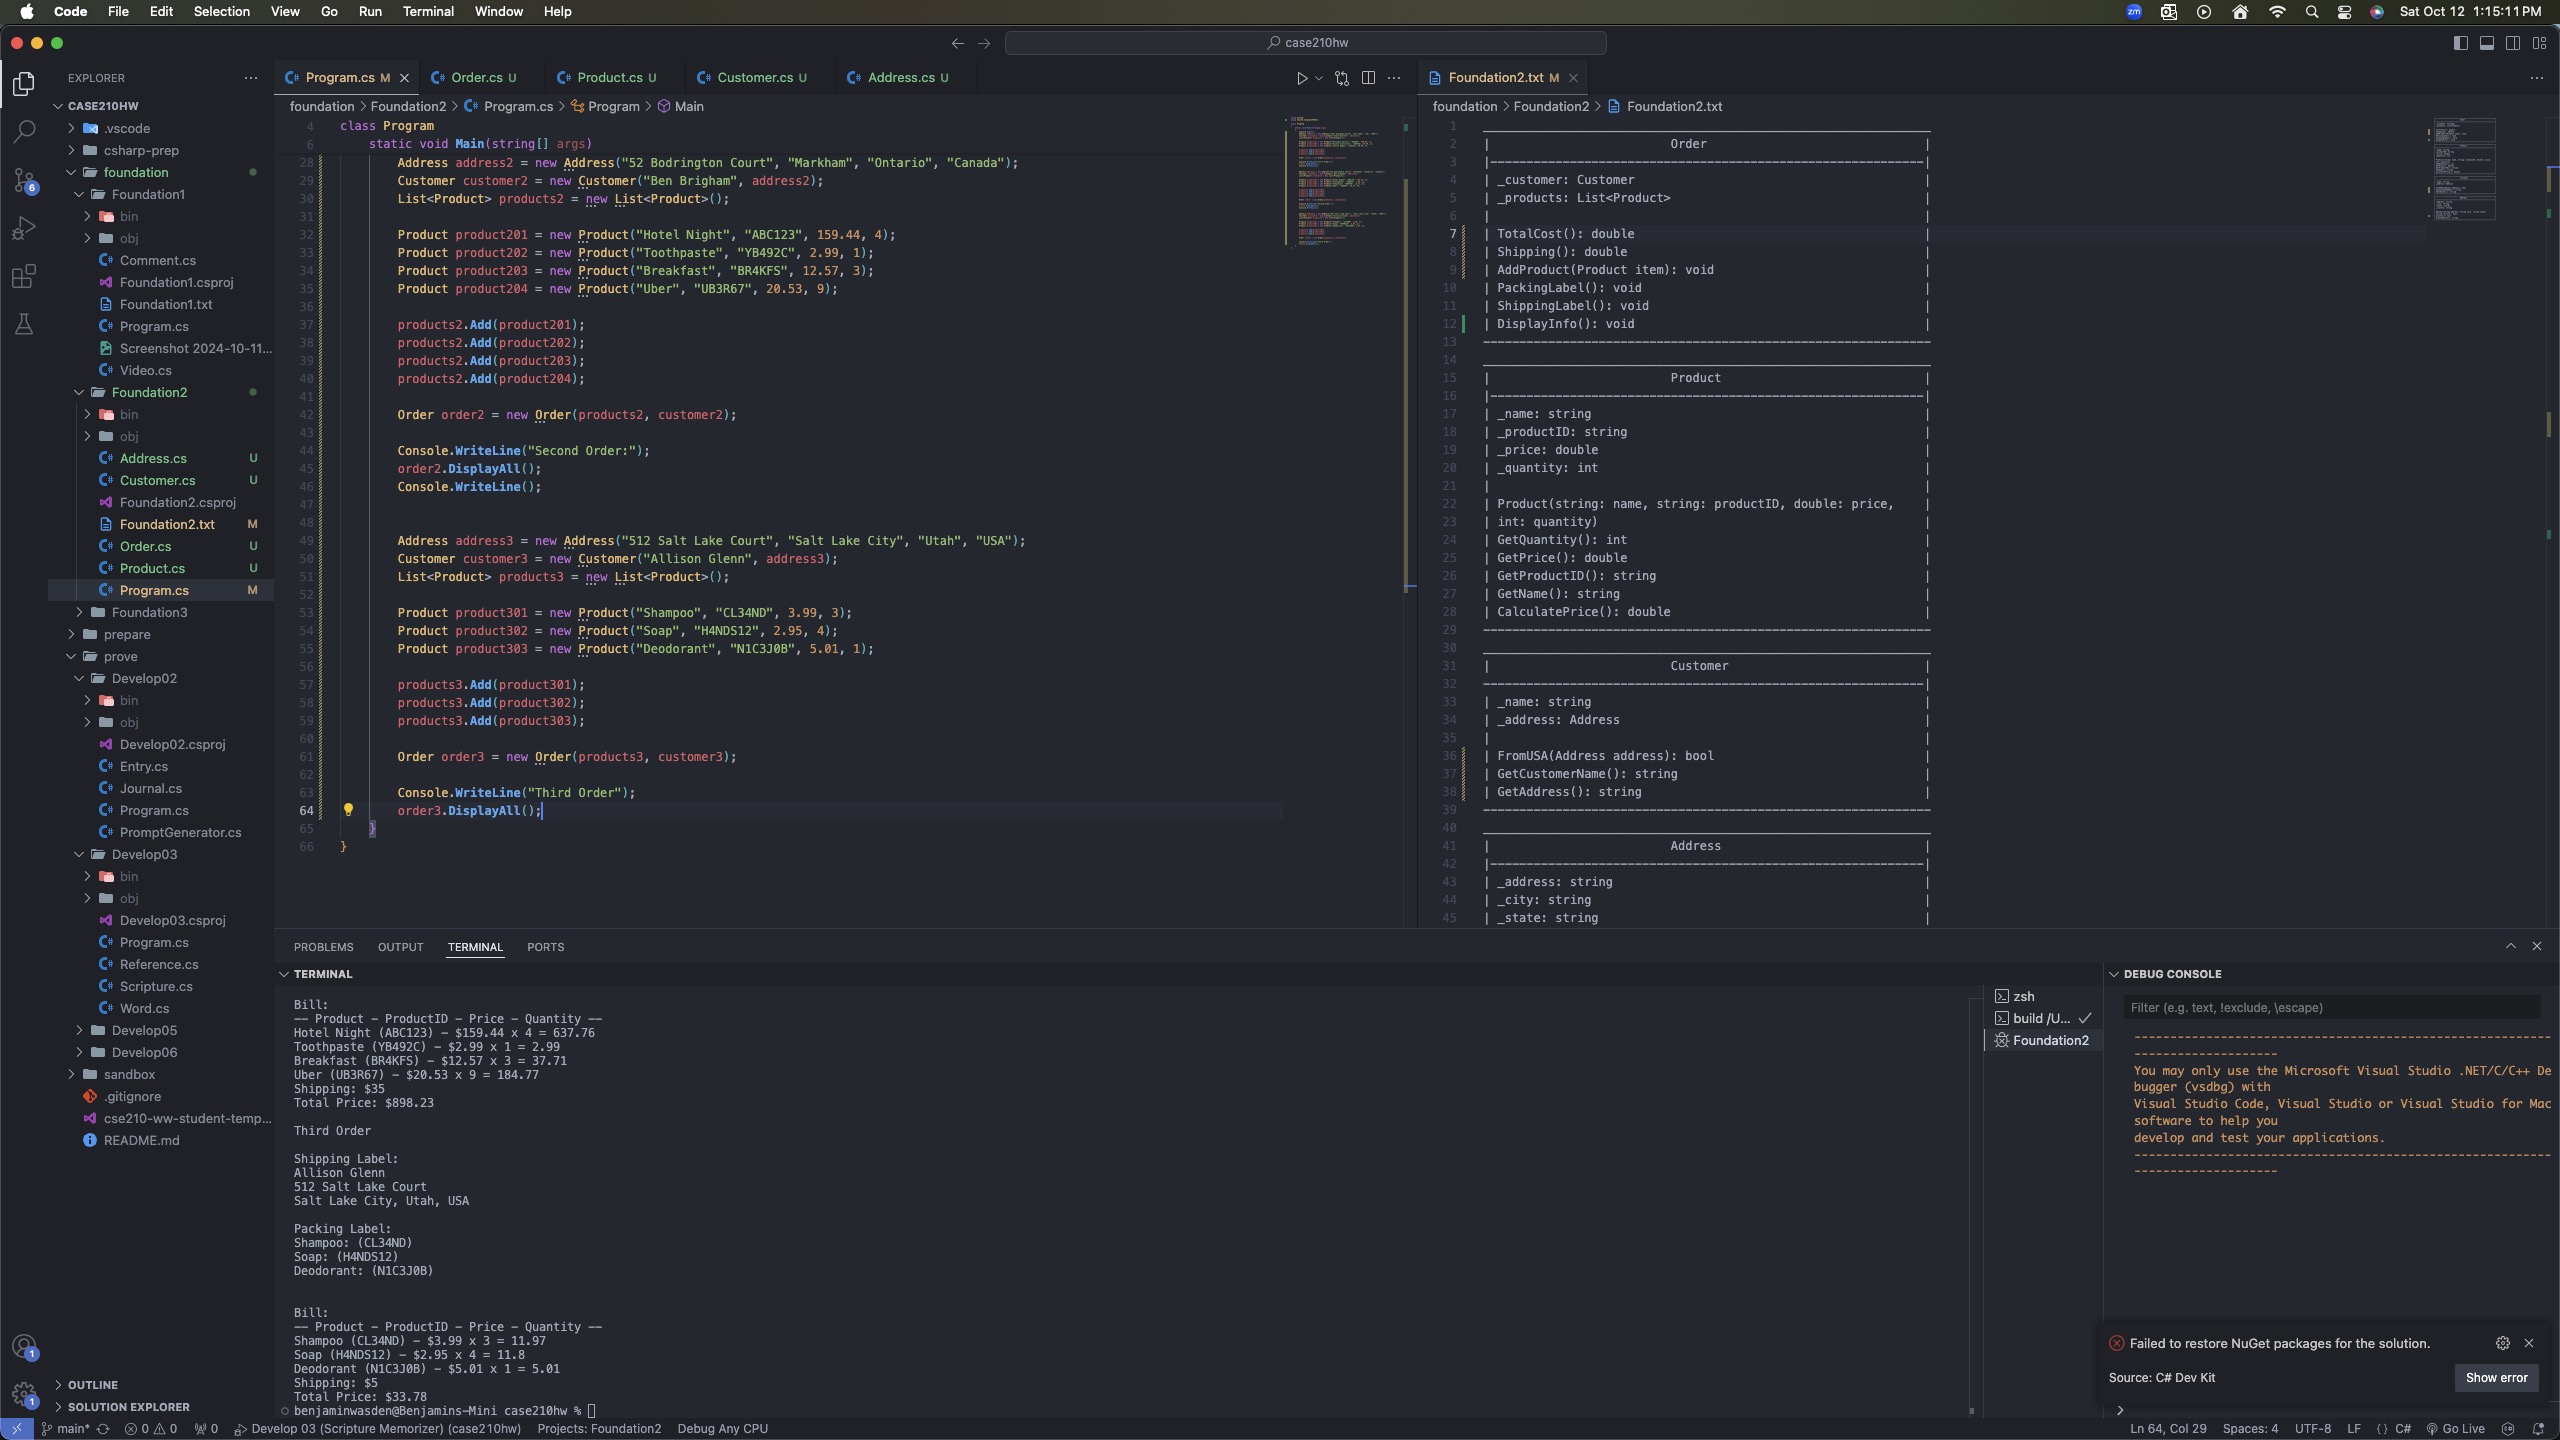 Code File Edit Selection View Go Run Terminal Window Help
zm Sat Oct 12 1:15:11 PM
case210hw
EXPLORER
CASE210HW
.vscode
csharp-prep
foundation
Foundation1
bin
obj
Comment.cs
Foundation1.csproj
Foundation1.txt
Program.cs
Screenshot 2024-10-11...
Video.cs
Foundation2
bin
obj
Address.cs U
Customer.cs U
Foundation2.csproj
Foundation2.txt M
Order.cs U
Product.cs U
Program.cs M
Foundation3
prepare
prove
Develop02
bin
obj
Develop02.csproj
Entry.cs
Journal.cs
Program.cs
PromptGenerator.cs
Develop03
bin
obj
Develop03.csproj
Program.cs
Reference.cs
Scripture.cs
Word.cs
Develop05
Develop06
sandbox
.gitignore
cse210-ww-student-temp...
README.md
OUTLINE
SOLUTION EXPLORER
6
1
1
Program.cs M Order.cs U Product.cs U Customer.cs U Address.cs U
foundation > Foundation2 > Program.cs > Program > Main
4 class Program
6 static void Main(string[] args)
28 Address address2 = new Address("52 Bodrington Court", "Markham", "Ontario", "Canada");
29 Customer customer2 = new Customer("Ben Brigham", address2);
30 List<Product> products2 = new List<Product>();
31
32 Product product201 = new Product("Hotel Night", "ABC123", 159.44, 4);
33 Product product202 = new Product("Toothpaste", "YB492C", 2.99, 1);
34 Product product203 = new Product("Breakfast", "BR4KFS", 12.57, 3);
35 Product product204 = new Product("Uber", "UB3R67", 20.53, 9);
36
37 products2.Add(product201);
38 products2.Add(product202);
39 products2.Add(product203);
40 products2.Add(product204);
41
42 Order order2 = new Order(products2, customer2);
43
44 Console.WriteLine("Second Order:");
45 order2.DisplayAll();
46 Console.WriteLine();
47
48
49 Address address3 = new Address("512 Salt Lake Court", "Salt Lake City", "Utah", "USA");
50 Customer customer3 = new Customer("Allison Glenn", address3);
51 List<Product> products3 = new List<Product>();
52
53 Product product301 = new Product("Shampoo", "CL34ND", 3.99, 3);
54 Product product302 = new Product("Soap", "H4NDS12", 2.95, 4);
55 Product product303 = new Product("Deodorant", "N1C3J0B", 5.01, 1);
56
57 products3.Add(product301);
58 products3.Add(product302);
59 products3.Add(product303);
60
61 Order order3 = new Order(products3, customer3);
62
63 Console.WriteLine("Third Order");
64 order3.DisplayAll();
65 }
66 }
Foundation2.txt M
foundation > Foundation2 > Foundation2.txt
1
2 | Order |
3 |------------------------------------------------------------|
4 | _customer: Customer |
5 | _products: List<Product> |
6 | |
7 | TotalCost(): double |
8 | Shipping(): double |
9 | AddProduct(Product item): void |
10 | PackingLabel(): void |
11 | ShippingLabel(): void |
12 | DisplayInfo(): void |
13 --------------------------------------------------------------
14
15 | Product |
16 |------------------------------------------------------------|
17 | _name: string |
18 | _productID: string |
19 | _price: double |
20 | _quantity: int |
21 | |
22 | Product(string: name, string: productID, double: price, |
23 | int: quantity) |
24 | GetQuantity(): int |
25 | GetPrice(): double |
26 | GetProductID(): string |
27 | GetName(): string |
28 | CalculatePrice(): double |
29 --------------------------------------------------------------
30
31 | Customer |
32 -------------------------------------------------------------|
33 | _name: string |
34 | _address: Address |
35 | |
36 | FromUSA(Address address): bool |
37 | GetCustomerName(): string |
38 | GetAddress(): string |
39 --------------------------------------------------------------
40
41 | Address |
42 |------------------------------------------------------------|
43 | _address: string |
44 | _city: string |
45 | _state: string |
PROBLEMS OUTPUT TERMINAL PORTS
TERMINAL
Bill:
-- Product - ProductID - Price - Quantity --
Hotel Night (ABC123) - $159.44 x 4 = 637.76
Toothpaste (YB492C) - $2.99 x 1 = 2.99
Breakfast (BR4KFS) - $12.57 x 3 = 37.71
Uber (UB3R67) - $20.53 x 9 = 184.77
Shipping: $35
Total Price: $898.23
Third Order
Shipping Label:
Allison Glenn
512 Salt Lake Court
Salt Lake City, Utah, USA
Packing Label:
Shampoo: (CL34ND)
Soap: (H4NDS12)
Deodorant: (N1C3J0B)
Bill:
-- Product - ProductID - Price - Quantity --
Shampoo (CL34ND) - $3.99 x 3 = 11.97
Soap (H4NDS12) - $2.95 x 4 = 11.8
Deodorant (N1C3J0B) - $5.01 x 1 = 5.01
Shipping: $5
Total Price: $33.78
benjaminwasden@Benjamins-Mini case210hw %
zsh
build /U...
Foundation2
DEBUG CONSOLE
Filter (e.g. text, !exclude, \escape)
----------------------------------------------------------
--------------------
You may only use the Microsoft Visual Studio .NET/C/C++ De
bugger (vsdbg) with
Visual Studio Code, Visual Studio or Visual Studio for Mac
software to help you
develop and test your applications.
----------------------------------------------------------
--------------------
Failed to restore NuGet packages for the solution.
Source: C# Dev Kit
Show error
main* 0 0 0 Develop 03 (Scripture Memorizer) (case210hw) Projects: Foundation2 Debug Any CPU
Ln 64, Col 29 Spaces: 4 UTF-8 LF {} C# Go Live